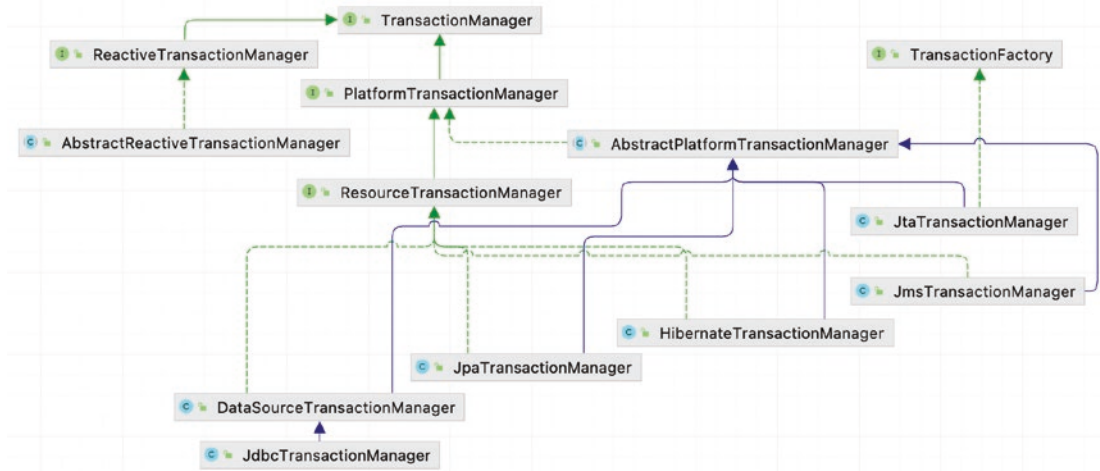 TransactionManager
ReactiveTransactionManager
TransactionFactory
PlatformTransactionManager
AbstractReactiveTransactionManager
AbstractPlatformTransactionManager
ResourceTransactionManager
JtaTransactionManager
JmsTransactionManager
HibernateTransactionManager
JpaTransactionManager
DataSourceTransactionManager
JdbcTransactionManager